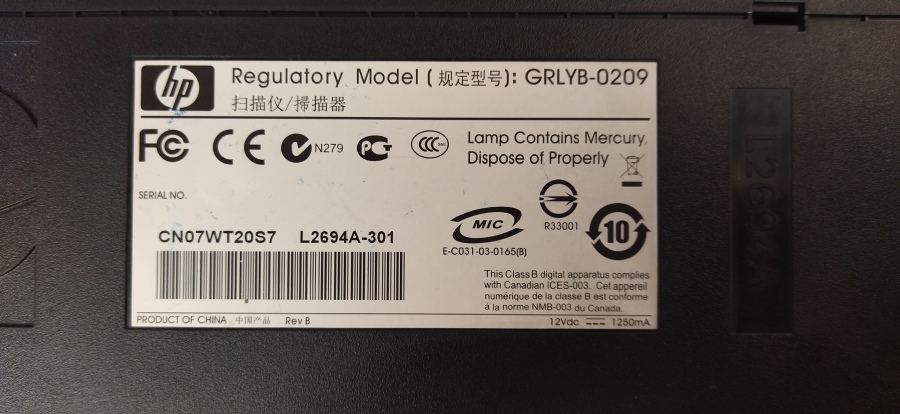 hp Regulatory Model (规定型号): GRLYB-0209
扫描仪/掃描器
FC CE N279 PCT CCC S&E
Lamp Contains Mercury,
Dispose of Properly
SERIAL NO.
CN07WT20S7 L2694A-301
MIC
E-C031-03-0165(B)
R33001
10
This Class B digital apparatus complies
with Canadian ICES-003. Cet appareil
numérique de la classe B est conforme
á la norme NMB-003 du Canada.
PRODUCT OF CHINA 中国产品 Rev B 12Vdc 1250mA
L2694A